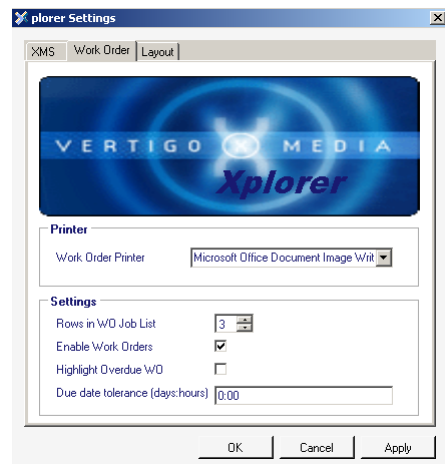 plorer Settings
XMS Work Order Layout
VERTIGO X MEDIA
Xplorer
Printer
Work Order Printer Microsoft Office Document Image Writ
Settings
Rows in WO Job List 3
Enable Work Orders
Highlight Overdue WO
Due date tolerance (days:hours) 0:00
OK Cancel Apply